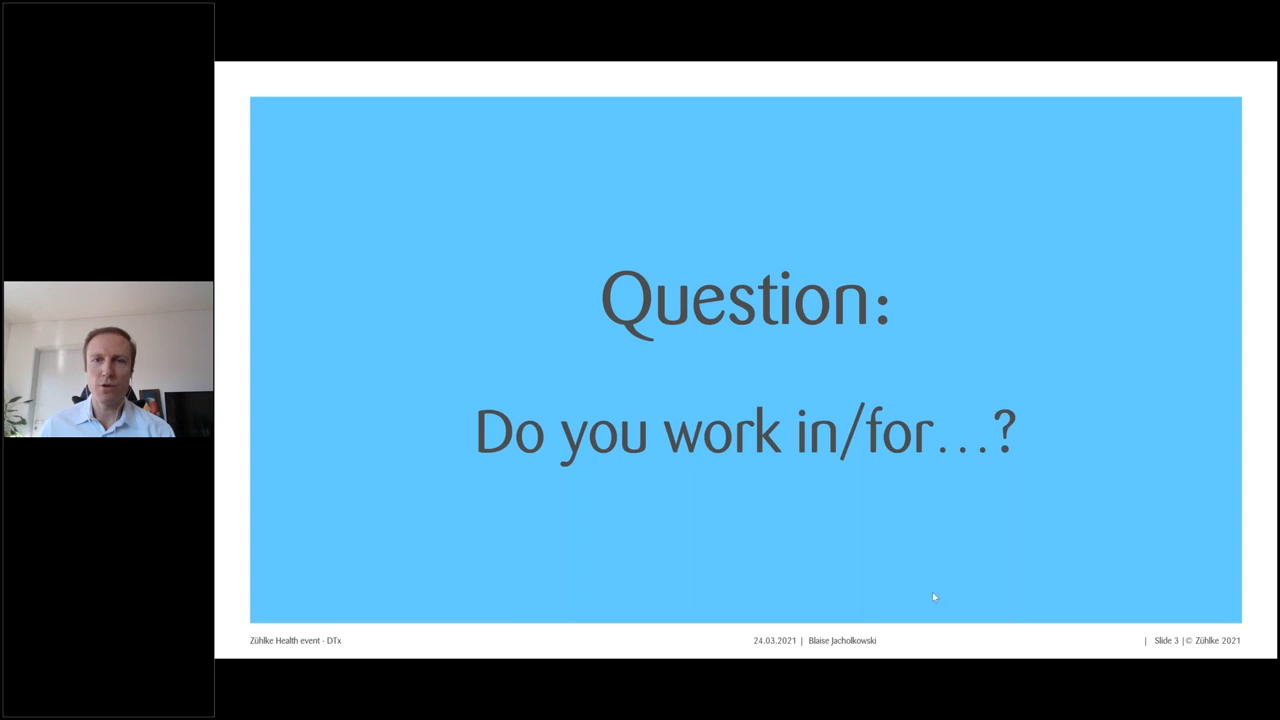 Question:
Do you work in/for...?
Zühlke Health event - DTx
24.03.2021 | Blaise Jacholkowski
| Slide 3 | © Zühlke 2021